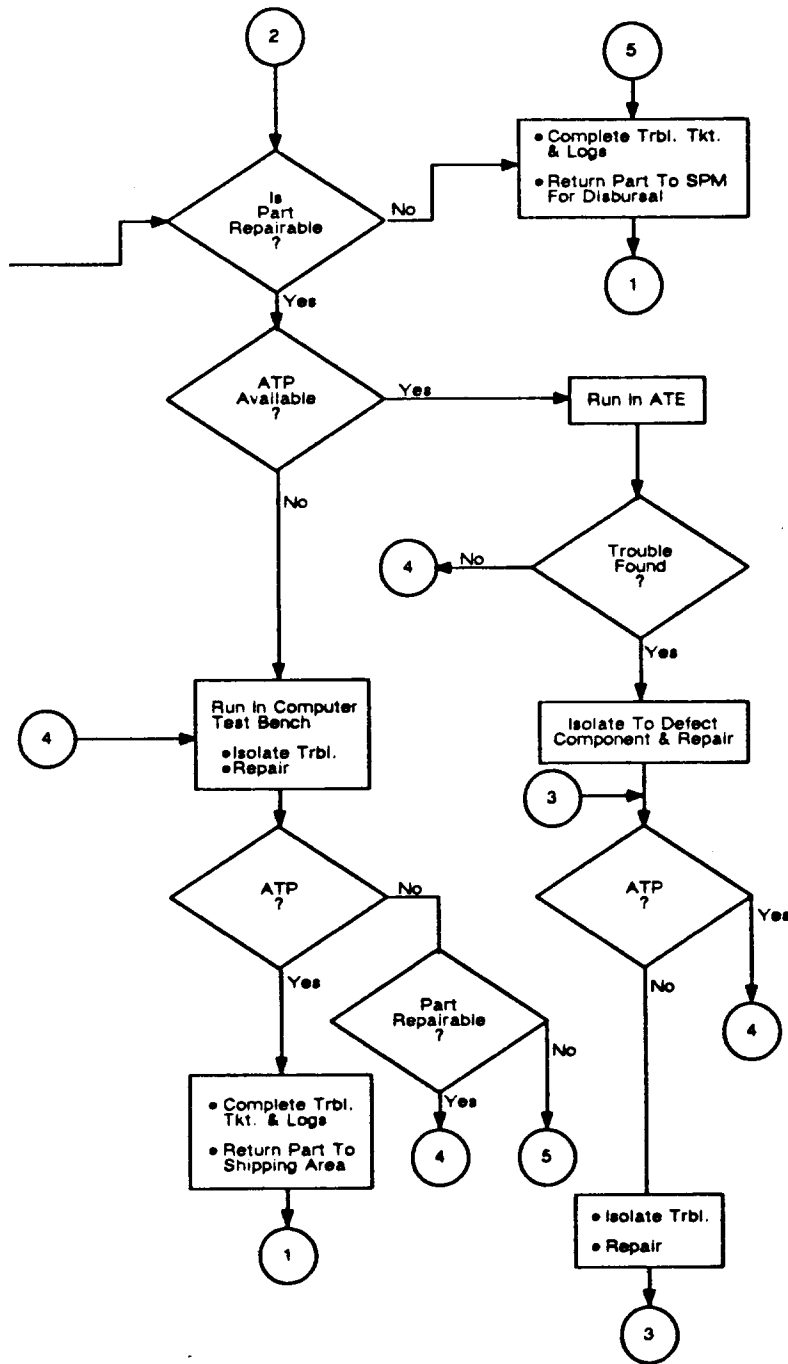 2
5
• Complete Trbl. Tkt.
& Logs
• Return Part To SPM
For Disbursal
Is
Part
Repairable
?
No
1
Yes
ATP
Available
?
Yes
Run In ATE
No
Trouble
Found
?
No
4
Yes
Run In Computer
Test Bench
• Isolate Trbl.
• Repair
4
Isolate To Defect
Component & Repair
3
ATP
?
No
ATP
?
Yes
Yes
No
Part
Repairable
?
4
No
Yes
• Complete Trbl.
Tkt. & Logs
• Return Part To
Shipping Area
4
5
• Isolate Trbl.
• Repair
1
3